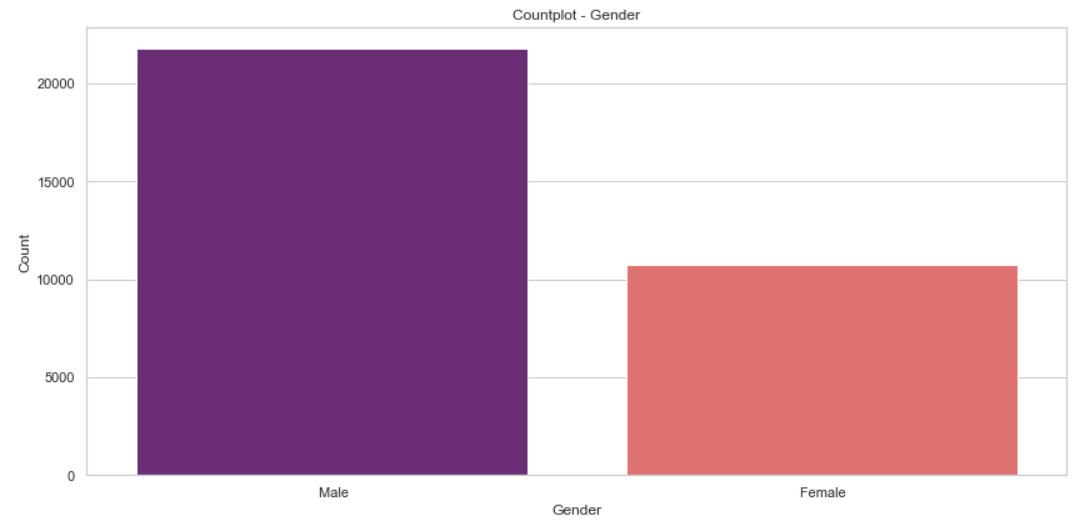 Countplot - Gender
20000
15000
10000
5000
0
Count
Male Female
Gender